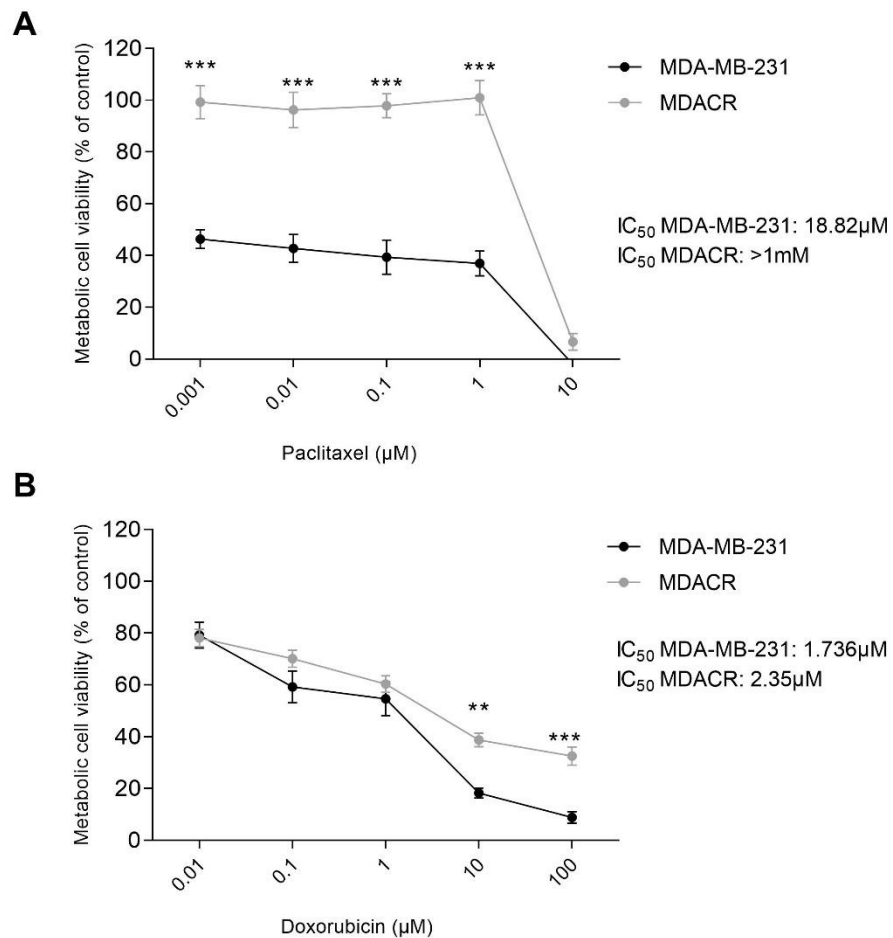 A
120
100
80
60
40
20
0
Metabolic cell viability (% of control)
***
***
***
***
0.001
0.01
0.1
1
10
Paclitaxel (µM)
MDA-MB-231
MDACR
IC50 MDA-MB-231: 18.82µM
IC50 MDACR: >1mM
B
120
100
80
60
40
20
0
Metabolic cell viability (% of control)
**
***
0.01
0.1
1
10
100
Doxorubicin (µM)
MDA-MB-231
MDACR
IC50 MDA-MB-231: 1.736µM
IC50 MDACR: 2.35µM